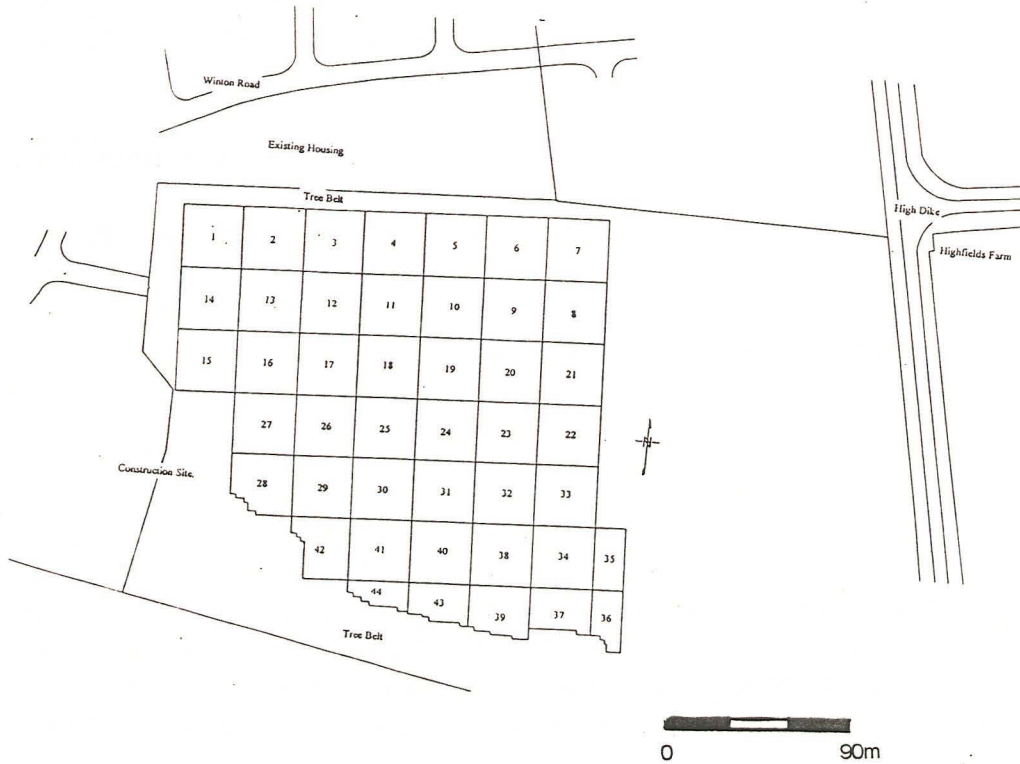 Winton Road
Existing Housing
Tree Belt
High Dike
Highfields Farm
1 2 3 4 5 6 7
14 13 12 11 10 9 8
15 16 17 18 19 20 21
27 26 25 24 23 22
N
Construction Site.
28 29 30 31 32 33
42 41 40 38 34 35
44 43 39 37 36
Tree Belt
0 90m